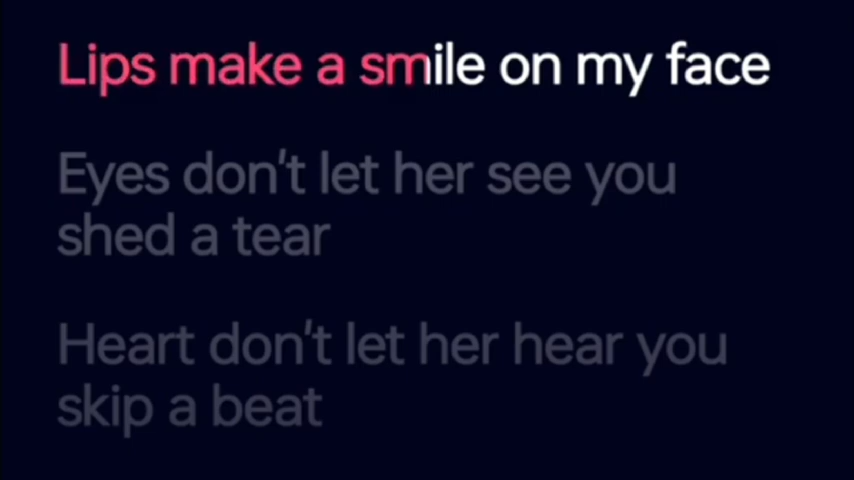 Lips make a smile on my face
Eyes don't let her see you
shed a tear
Heart don't let her hear you
skip a beat